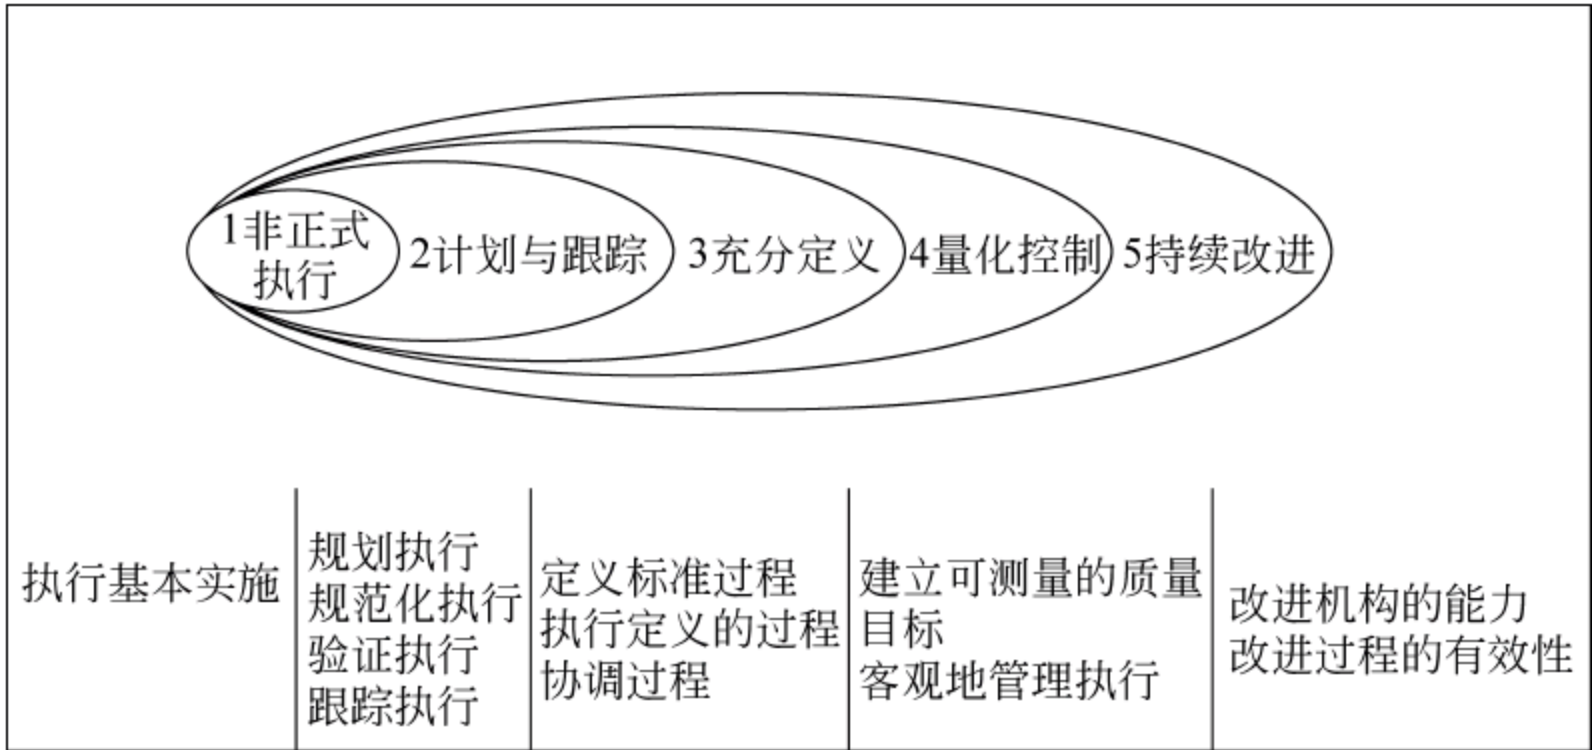 1非正式
执行
2计划与跟踪
3充分定义
4量化控制
5持续改进
执行基本实施
规划执行
规范化执行
验证执行
跟踪执行
定义标准过程
执行定义的过程
协调过程
建立可测量的质量
目标
客观地管理执行
改进机构的能力
改进过程的有效性